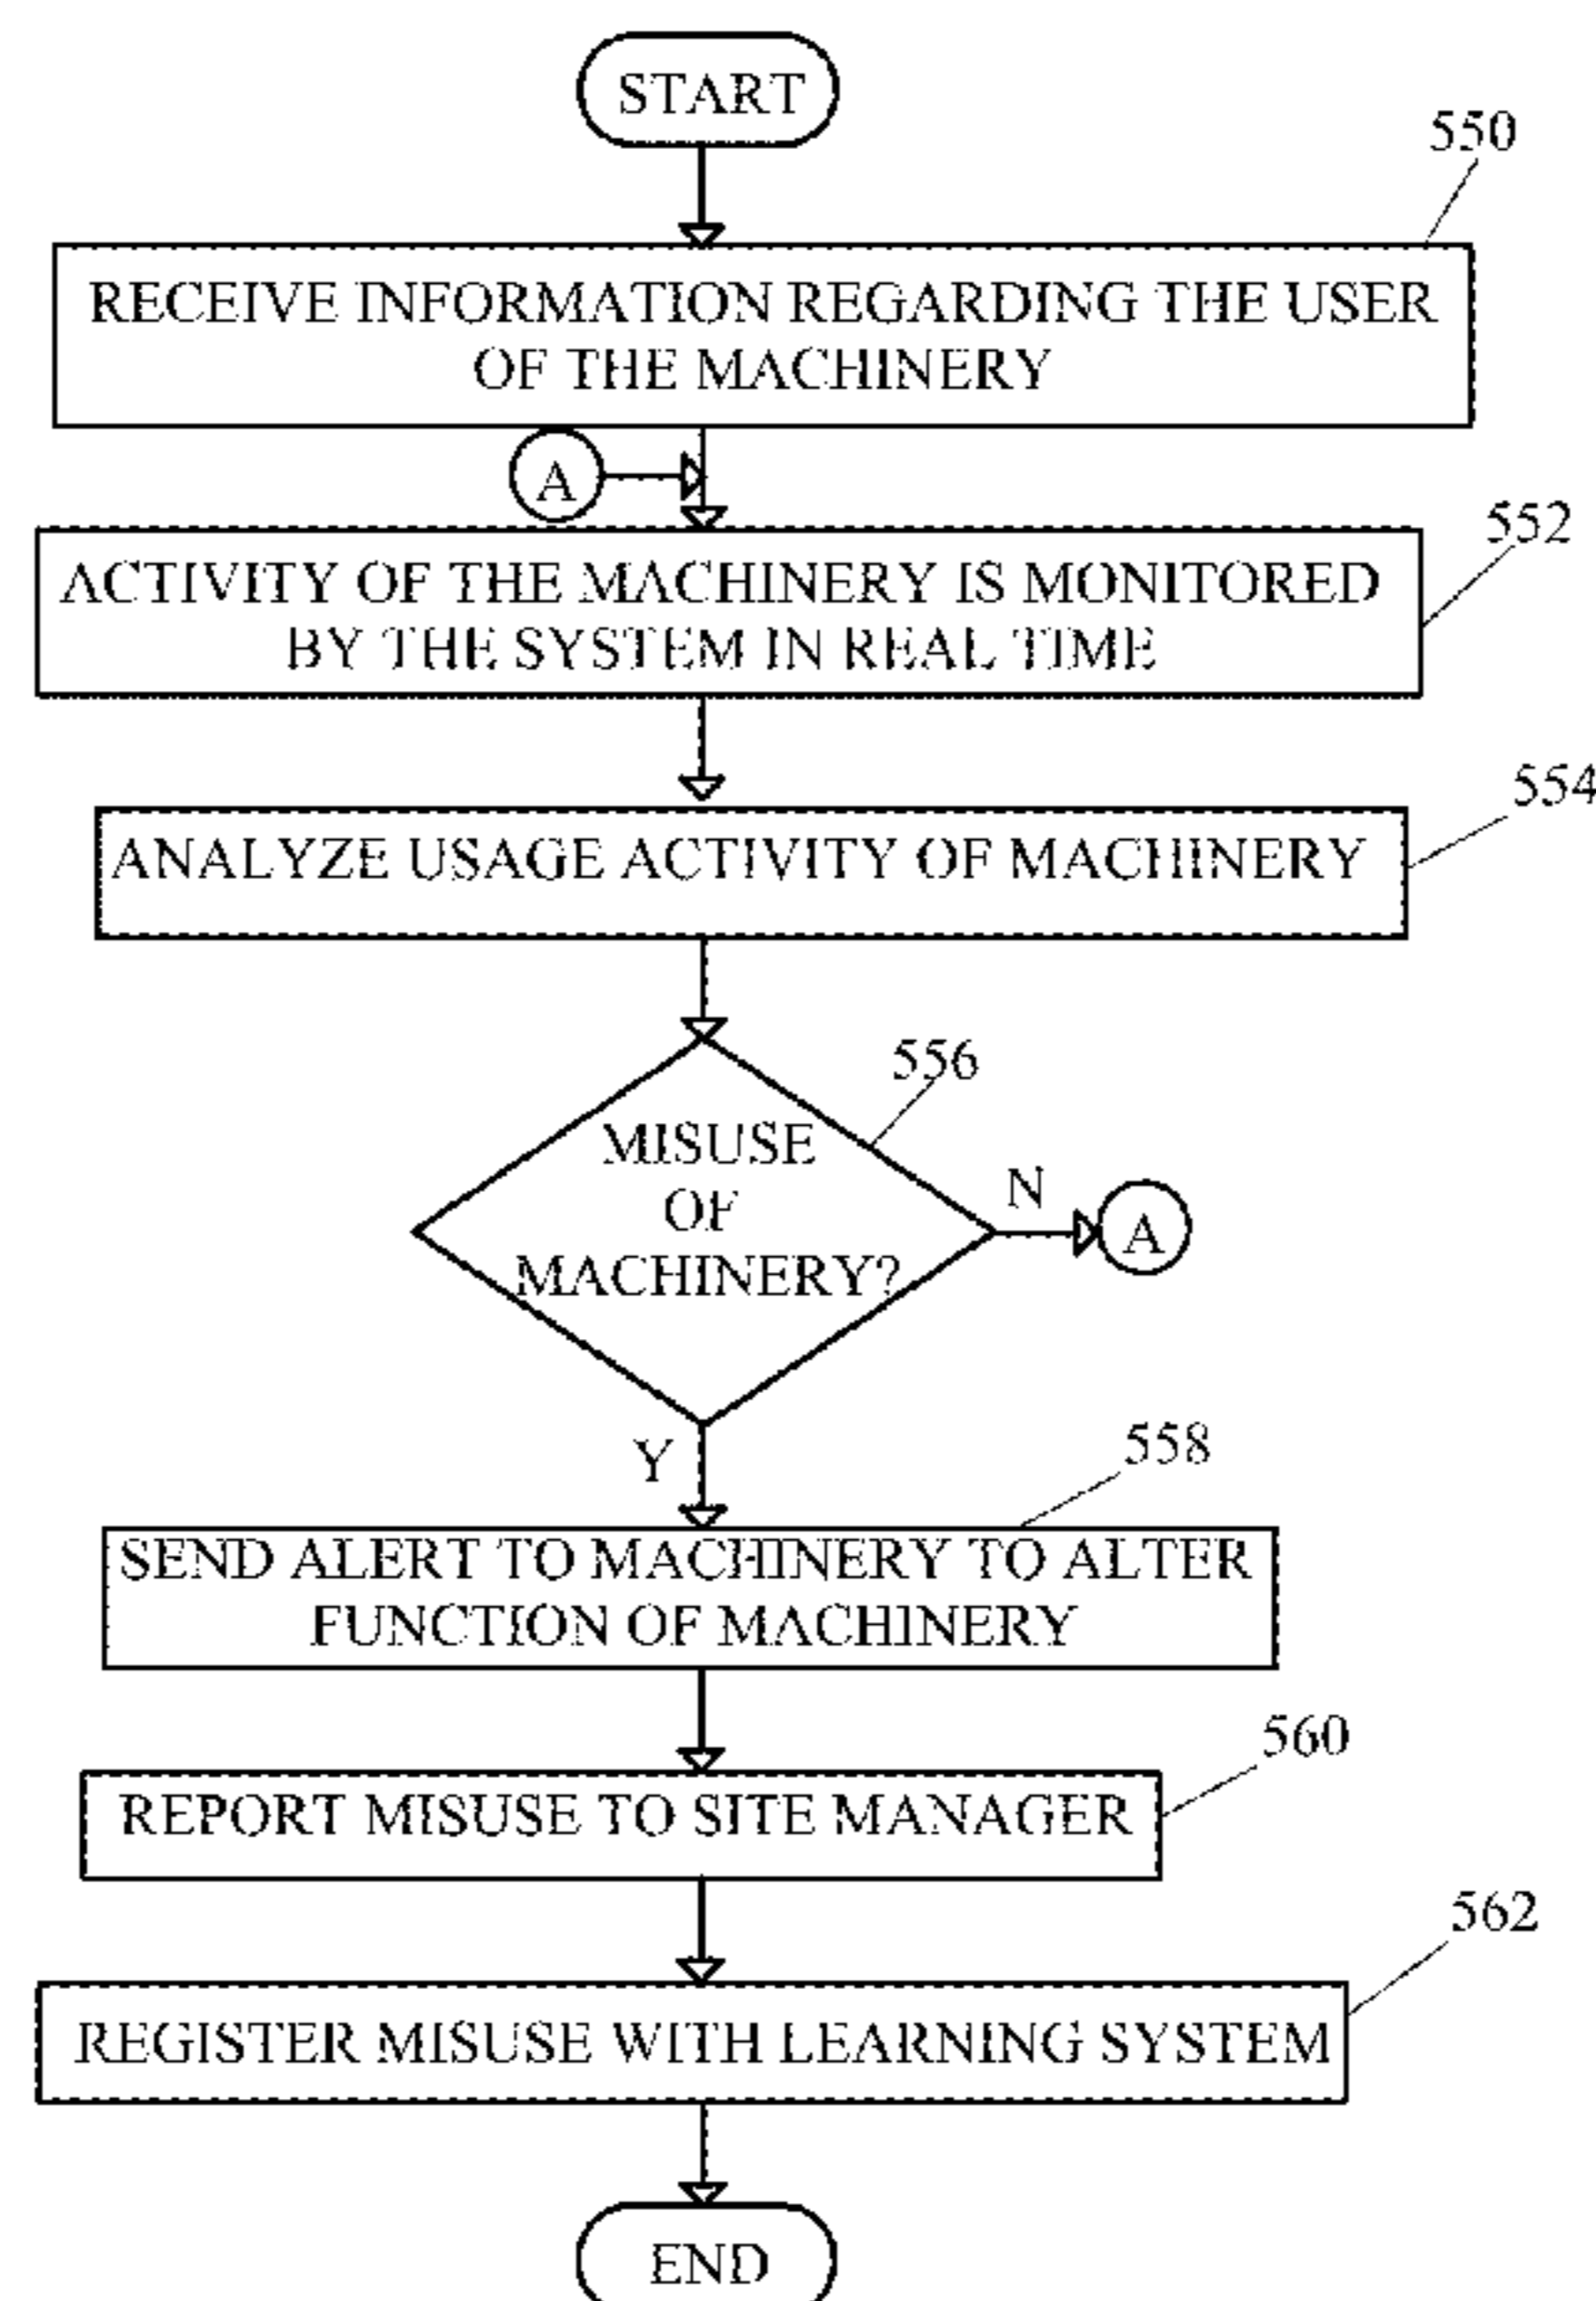 START
550
RECEIVE INFORMATION REGARDING THE USER
OF THE MACHINERY
A
552
ACTIVITY OF THE MACHINERY IS MONITORED
BY THE SYSTEM IN REAL TIME
554
ANALYZE USAGE ACTIVITY OF MACHINERY
556
MISUSE
OF
MACHINERY?
N
A
Y
558
SEND ALERT TO MACHINERY TO ALTER
FUNCTION OF MACHINERY
560
REPORT MISUSE TO SITE MANAGER
562
REGISTER MISUSE WITH LEARNING SYSTEM
END